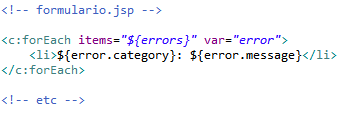 <!-- formulario.jsp -->
<c:forEach items="${errors}" var="error">
<li>${error.category}: ${error.message}</li>
</c:forEach>
<!-- etc -->